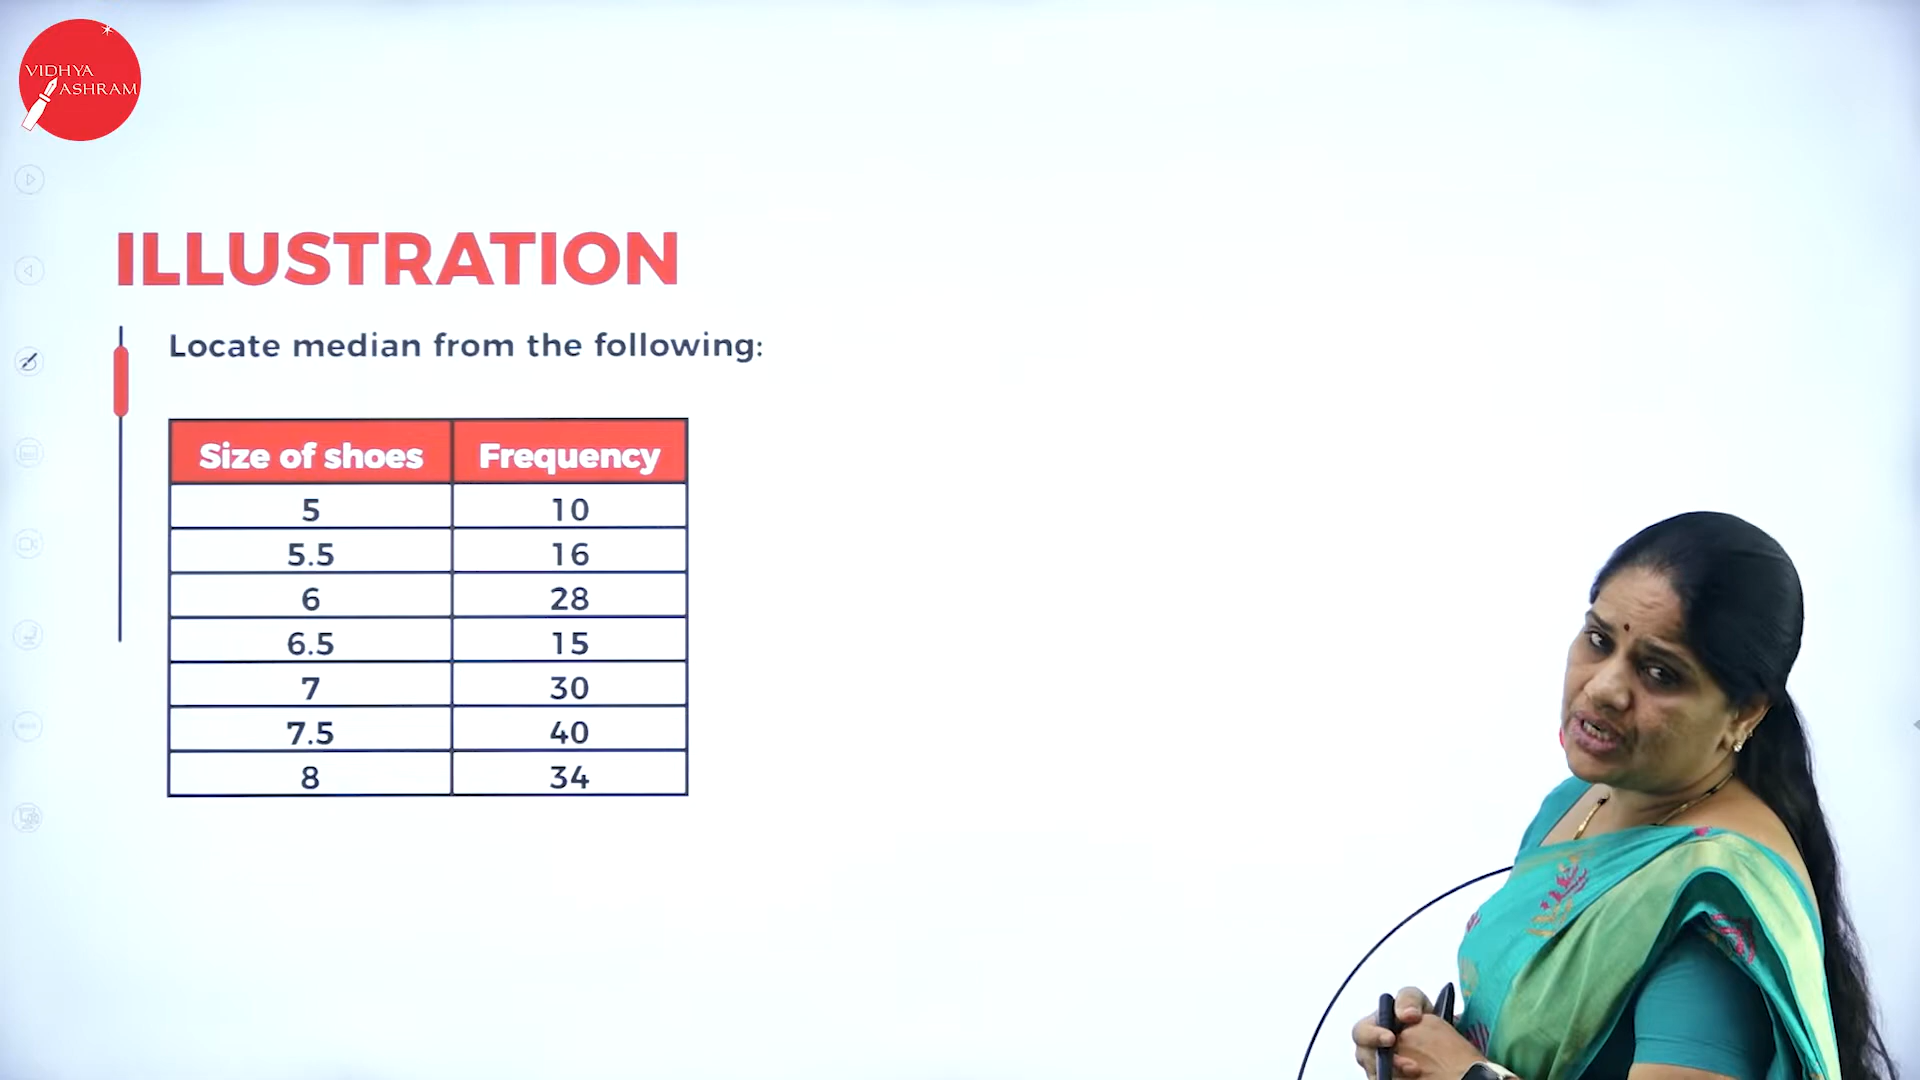 VIDHYA
ASHRAM
ILLUSTRATION
Locate median from the following:
Size of shoes Frequency
5 10
5.5 16
6 28
6.5 15
7 30
7.5 40
8 34